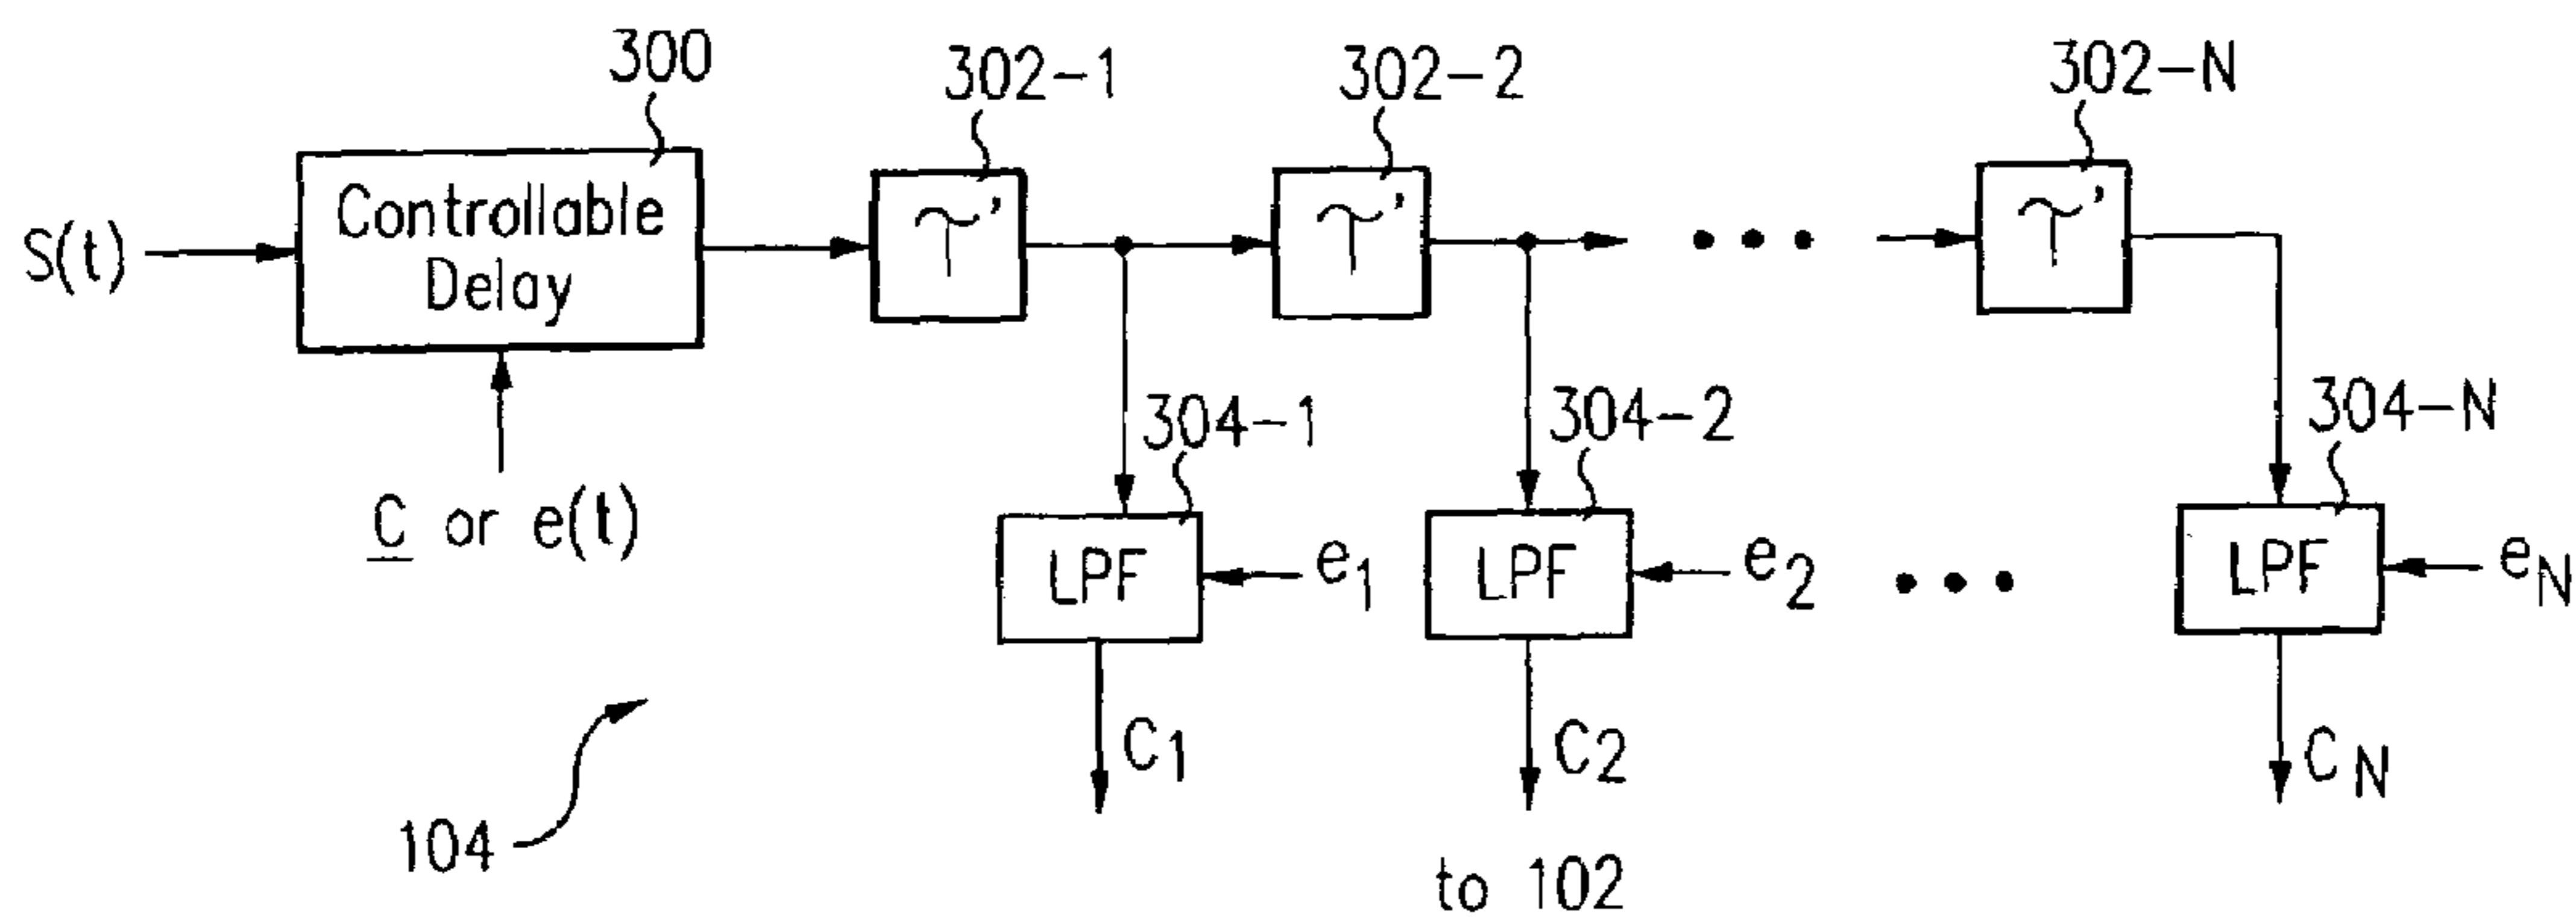 300
302-1
302-2
302-N
S(t)
Controllable
Delay
τ'
τ'
τ'
C or e(t)
304-1
304-2
304-N
LPF
e1
LPF
e2
LPF
eN
C1
C2
CN
104
to 102